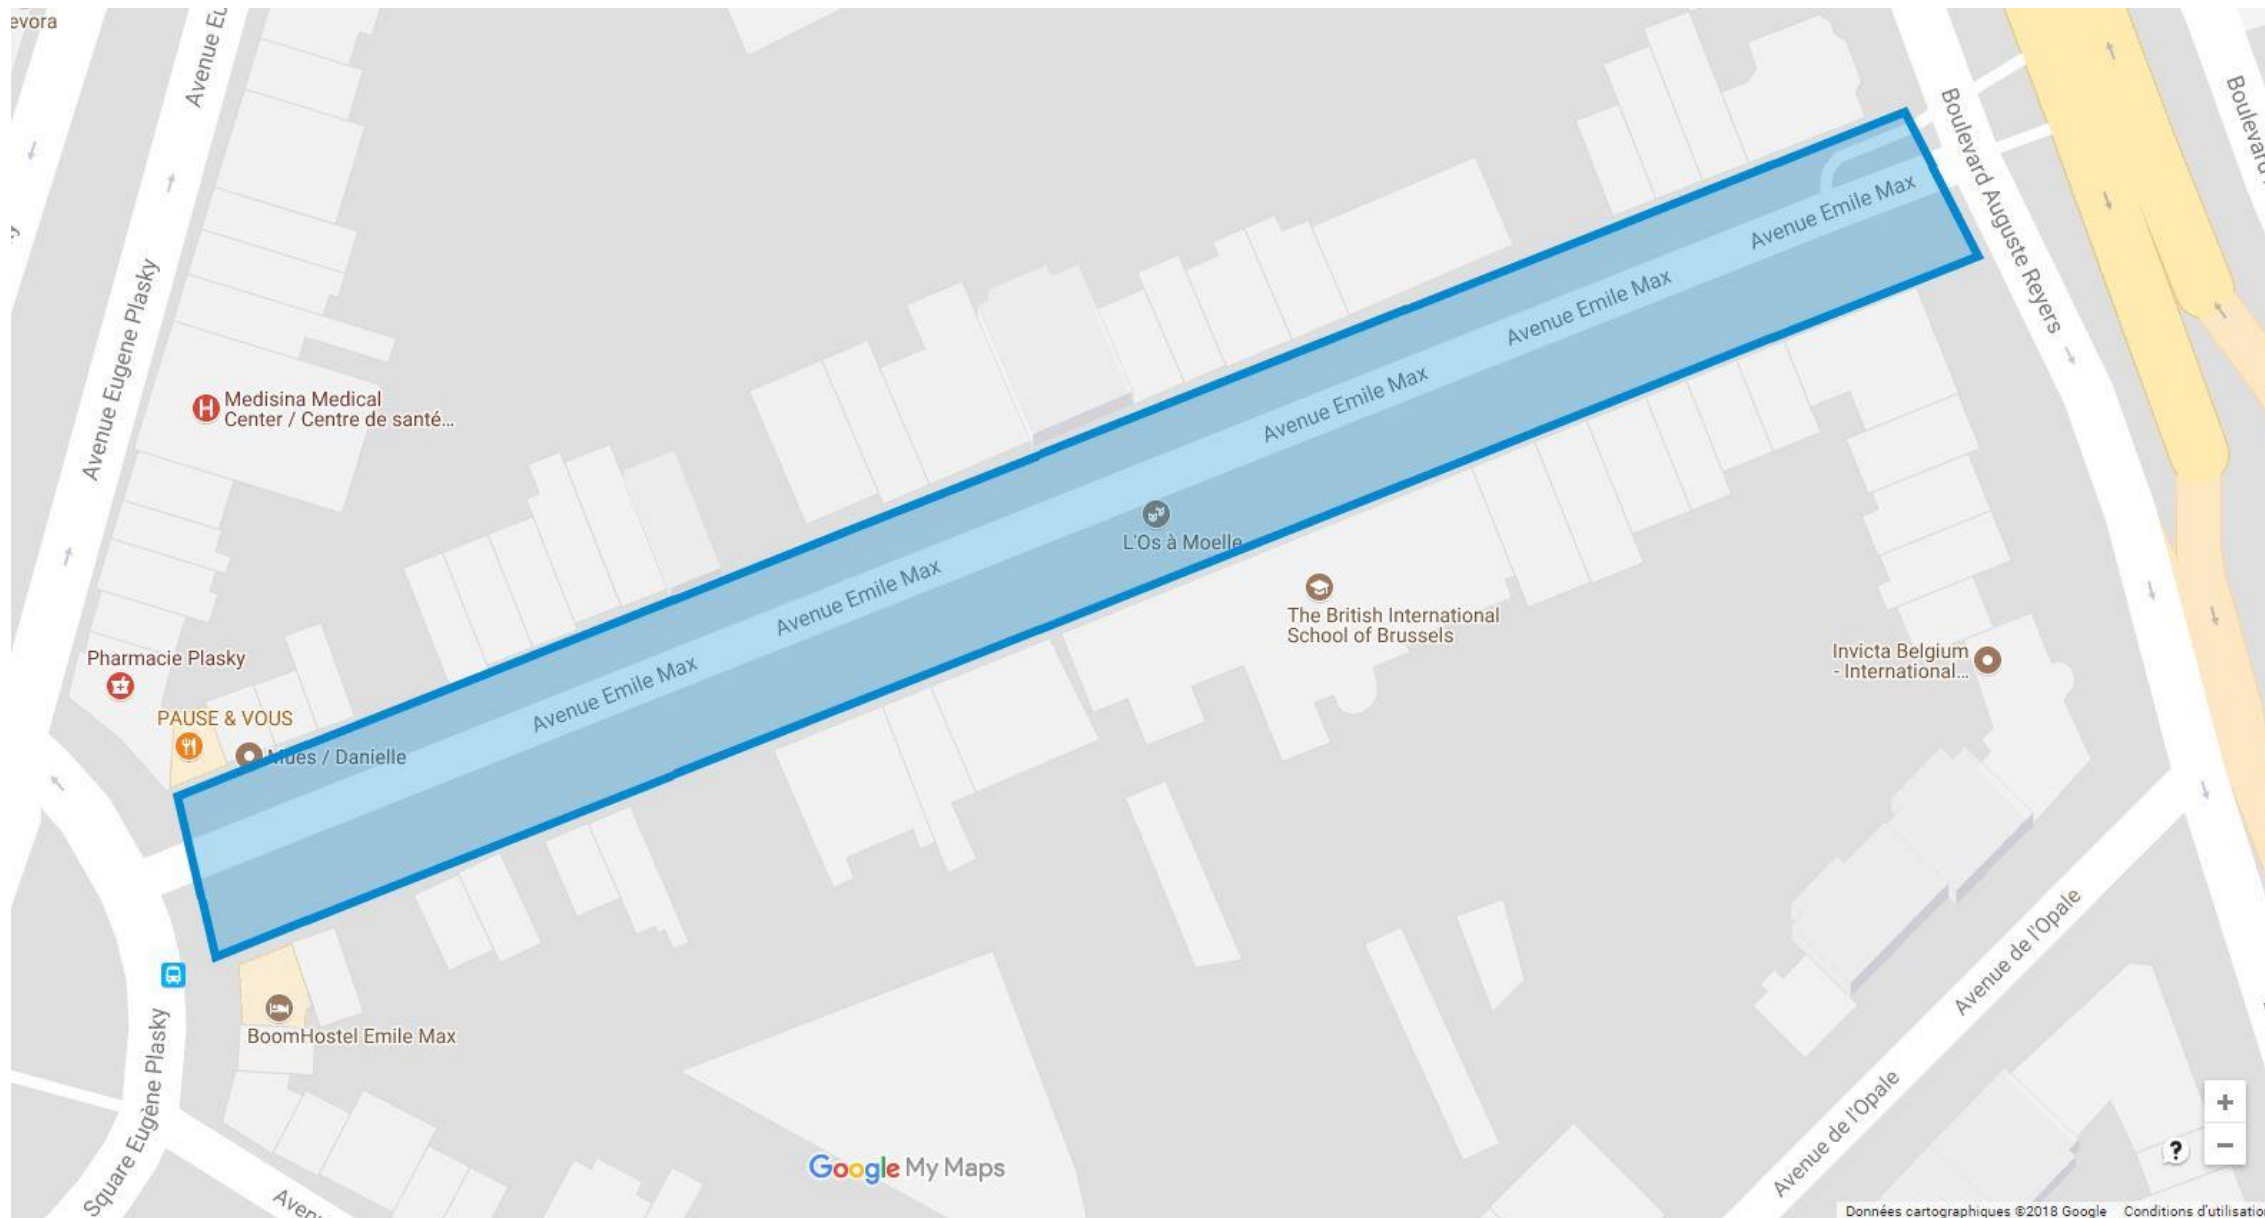 evora
Avenue Eu
Boulevard Auguste Reyers
Boulevard
Avenue Emile Max
Avenue Emile Max
Avenue Eugene Plasky
Avenue Emile Max
Medisina Medical
Center / Centre de santé...
L'Os à Moelle
Avenue Emile Max
The British International
School of Brussels
Avenue Emile Max
Pharmacie Plasky
Invicta Belgium
- International...
PAUSE & VOUS
/ Danielle
BoomHostel Emile Max
Avenue de l'Opale
Square Eugène Plasky
Avenue de l'Opale
Google My Maps
Aven
+
−
?
Données cartographiques ©2018 Google Conditions d'utilisatio